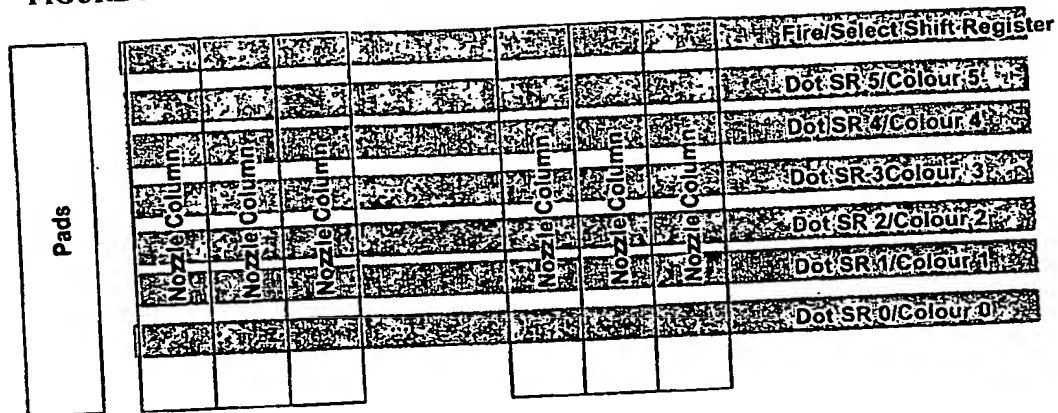 FIGURE
Pads
Fire/Select Shift Register
Dot SR 5/Colour 5
Dot SR 4/Colour 4
Dot SR 3Colour 3
Dot SR 2/Colour 2
Dot SR 1/Colour 1
Dot SR 0/Colour 0
Nozzle Column
Nozzle Column
Nozzle Column
Nozzle Column
Nozzle Column
Nozzle Column